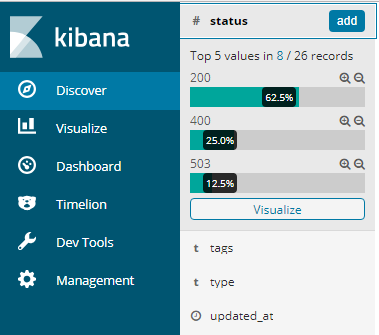 kibana
Discover
Visualize
Dashboard
Timelion
Dev Tools
Management
# status add
Top 5 values in 8 / 26 records
200
62.5%
400
25.0%
503
12.5%
Visualize
t tags
t type
updated_at